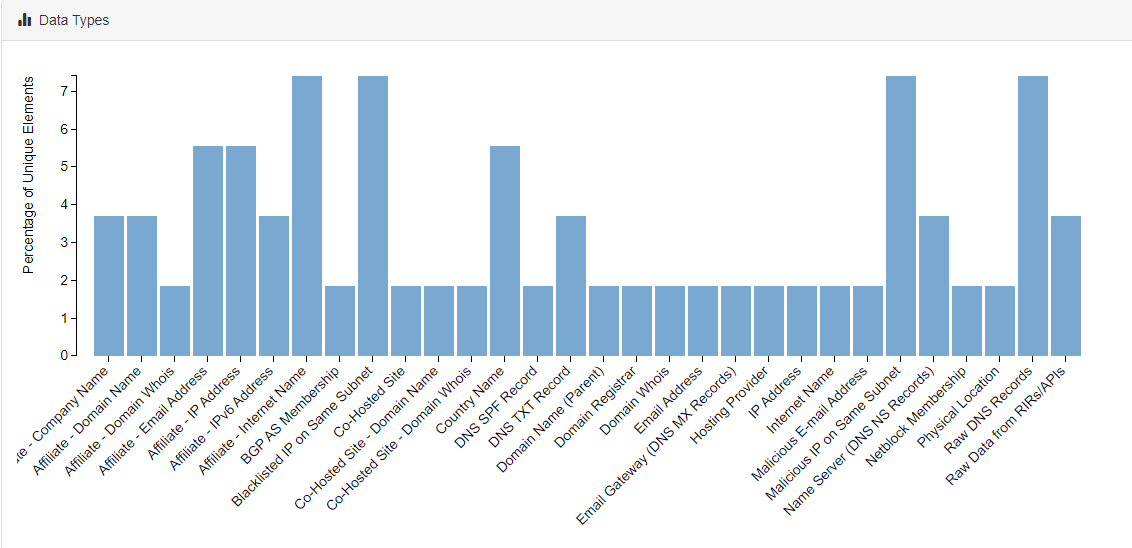 Data Types
Percentage of Unique Elements
7
6
5
4
3
2
1
0
te - Company Name
Affiliate - Domain Name
Affiliate - Domain Whois
Affiliate - Email Address
Affiliate - IP Address
Affiliate - IPv6 Address
Affiliate - Internet Name
BGP AS Membership
Blacklisted IP on Same Subnet
Co-Hosted Site
Co-Hosted Site - Domain Name
Co-Hosted Site - Domain Whois
Country Name
DNS SPF Record
DNS TXT Record
Domain Name (Parent)
Domain Registrar
Domain Whois
Email Address
Email Gateway (DNS MX Records)
Hosting Provider
IP Address
Internet Name
Malicious E-mail Address
Malicious IP on Same Subnet
Name Server (DNS NS Records)
Netblock Membership
Physical Location
Raw DNS Records
Raw Data from RIRs/APIs